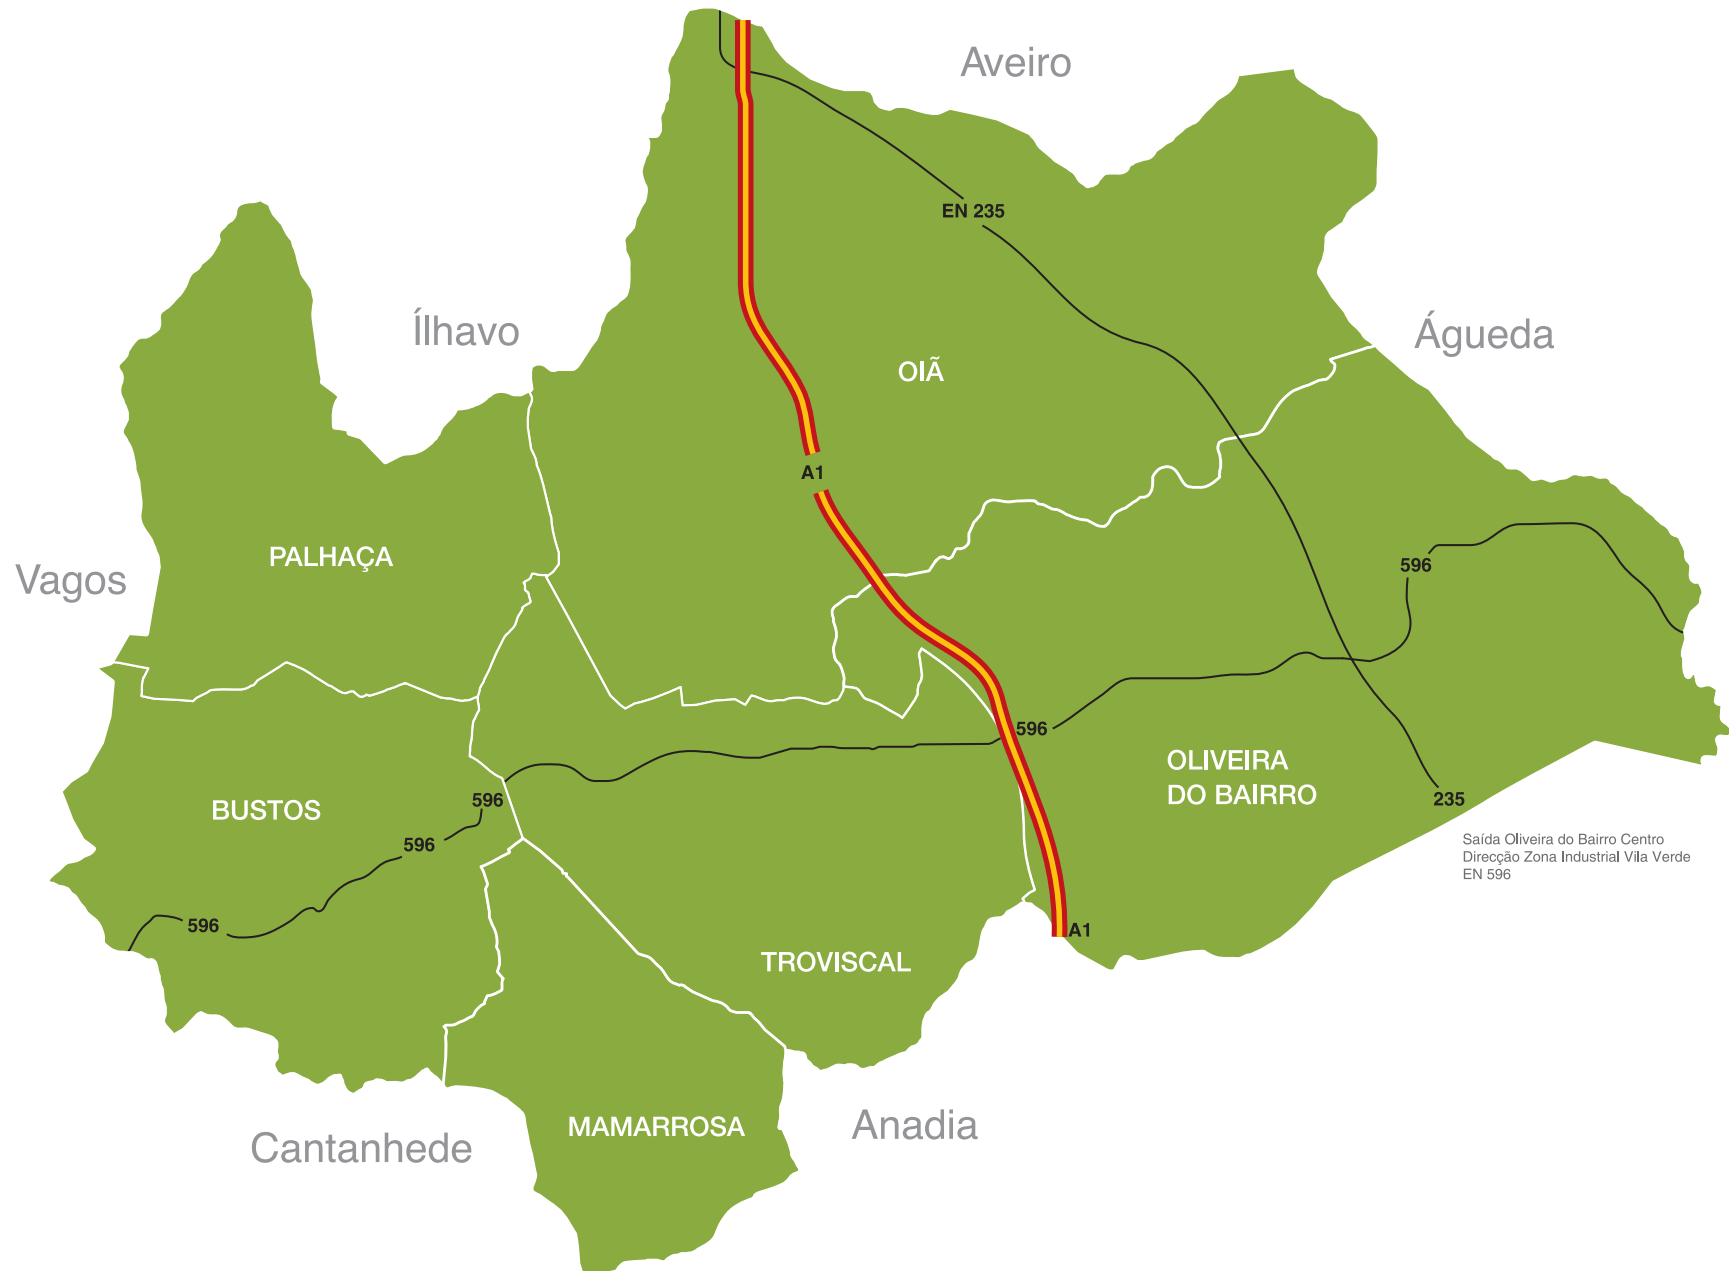 Aveiro
EN 235
Ílhavo
Águeda
OIÃ
A1
PALHAÇA
596
Vagos
596
OLIVEIRA
DO BAIRRO
BUSTOS
596
235
596
Saída Oliveira do Bairro Centro
Direcção Zona Industrial Vila Verde
EN 596
596
A1
TROVISCAL
MAMARROSA
Anadia
Cantanhede